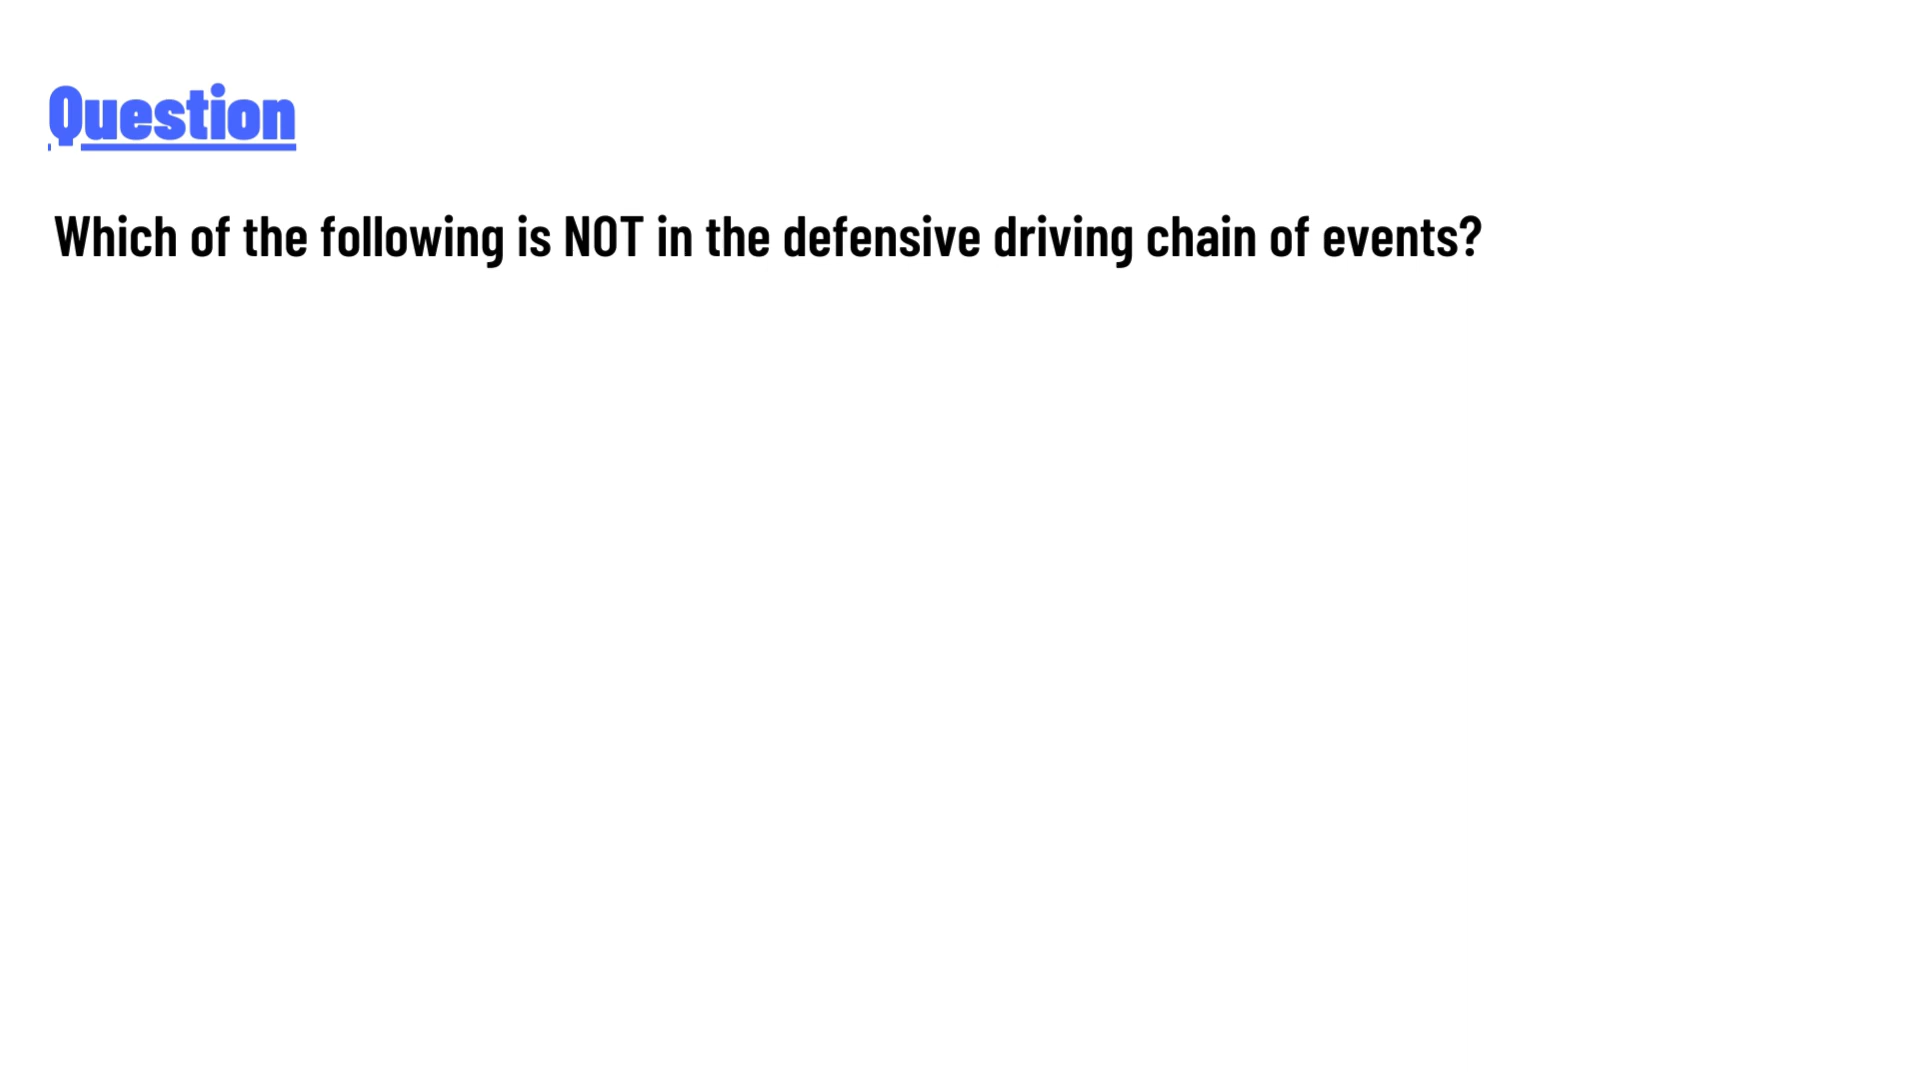 Question
Which of the following is NOT in the defensive driving chain of events?